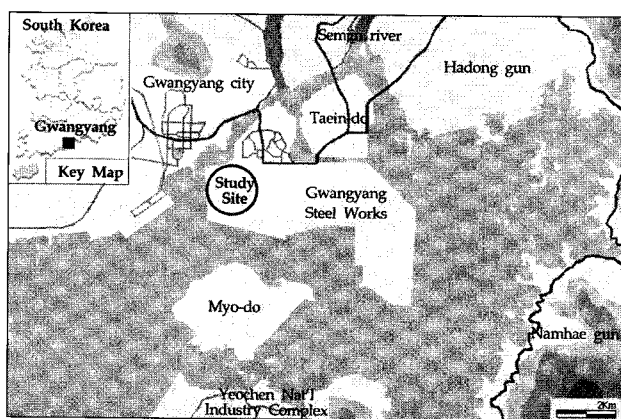 South Korea
Gwangyang
Key Map
Gwangyang city
Semjin river
Hadong gun
Taein-do
Study
Site
Gwangyang
Steel Works
Myo-do
Namhae gun
Yeochen Nat'l
Industry Complex
2Km